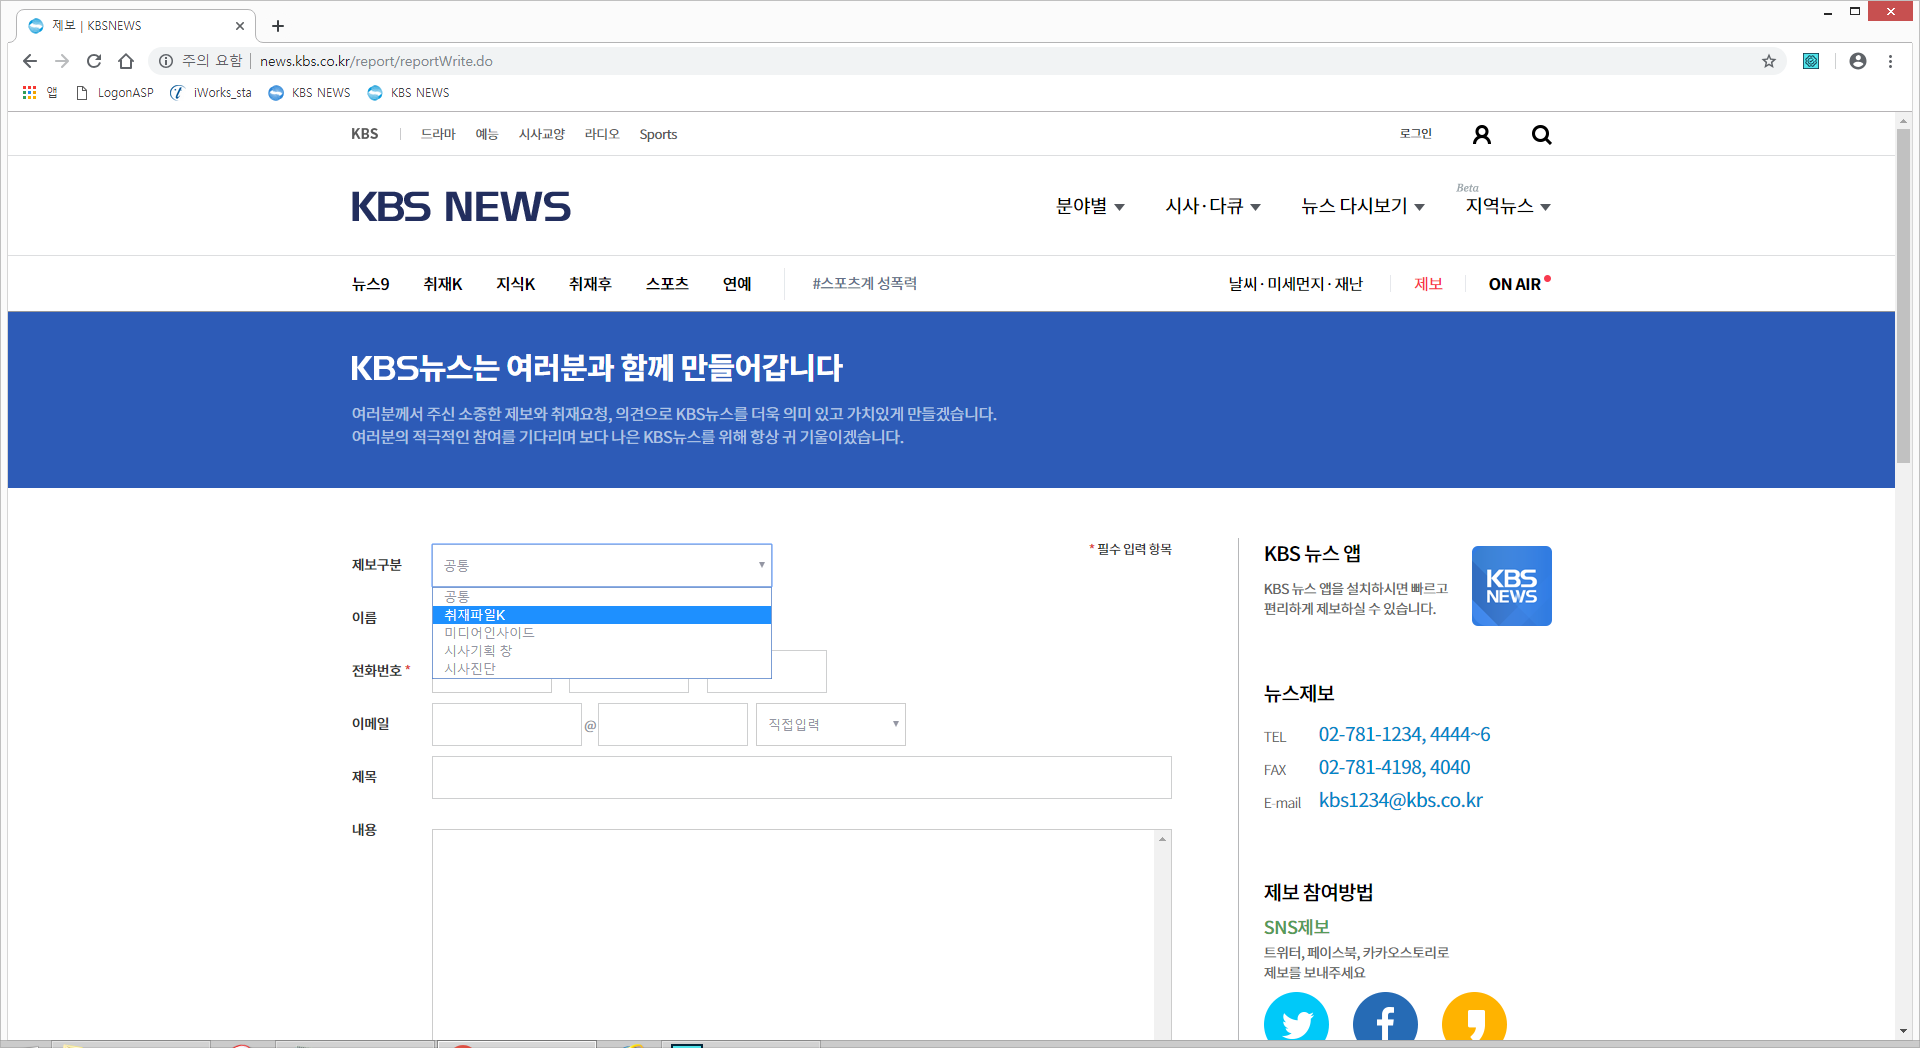 제보 | KBSNEWS
주의 요함 | news.kbs.co.kr/report/reportWrite.do
앱 LogonASP iWorks_sta KBS NEWS KBS NEWS
KBS 드라마 예능 시사교양 라디오 Sports 로그인
Beta
KBS NEWS 분야별 시사·다큐 뉴스 다시보기 지역뉴스
뉴스9 취재K 지식K 취재후 스포츠 연예 #스포츠계 성폭력 날씨·미세먼지·재난 제보 ON AIR
KBS뉴스는 여러분과 함께 만들어갑니다
여러분께서 주신 소중한 제보와 취재요청, 의견으로 KBS뉴스를 더욱 의미 있고 가치있게 만들겠습니다.
여러분의 적극적인 참여를 기다리며 보다 나은 KBS뉴스를 위해 항상 귀 기울이겠습니다.
* 필수 입력 항목
제보구분 공통
공통
취재파일K
미디어인사이드
시사기획 창
시사진단
이름
전화번호 *
이메일 @ 직접입력
제목
내용
KBS 뉴스 앱
KBS 뉴스 앱을 설치하시면 빠르고
편리하게 제보하실 수 있습니다.
KBS
NEWS
뉴스제보
TEL 02-781-1234, 4444~6
FAX 02-781-4198, 4040
E-mail kbs1234@kbs.co.kr
제보 참여방법
SNS제보
트위터, 페이스북, 카카오스토리로
제보를 보내주세요